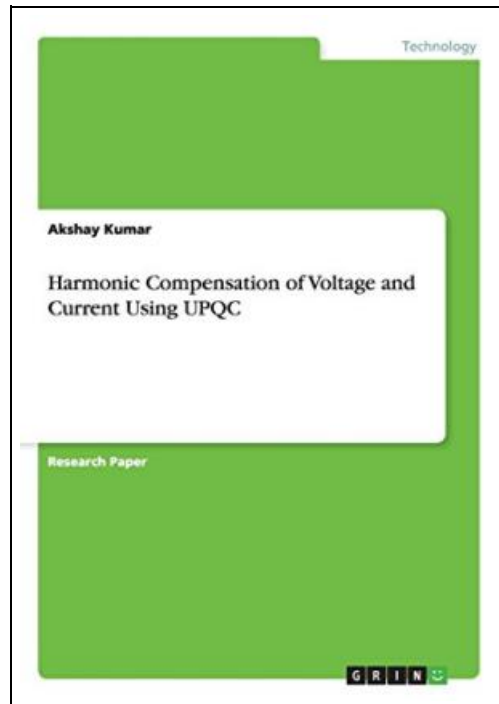 Technology
Akshay Kumar
Harmonic Compensation of Voltage and
Current Using UPQC
Research Paper
GRIN